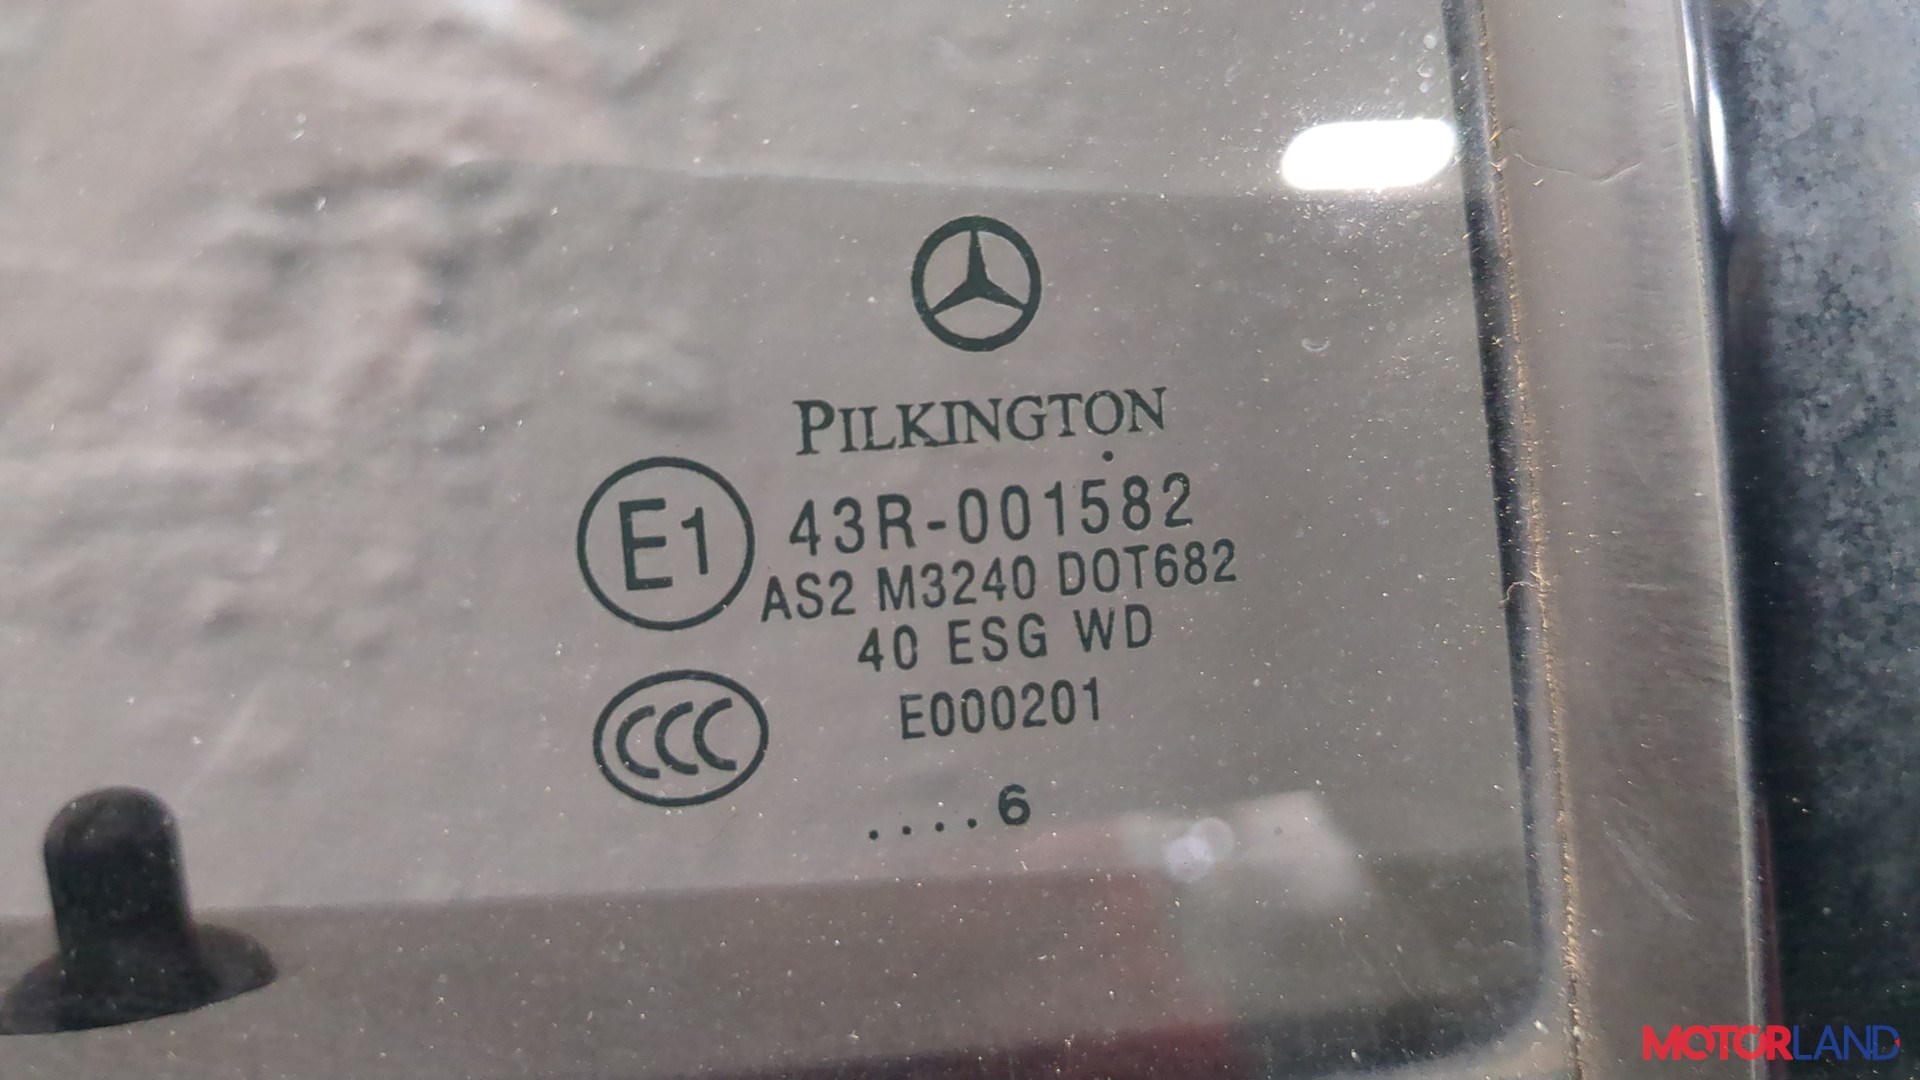 PILKINGTON
E1 43R-001582
AS2 M3240 DOT682
40 ESG WD
E000201
CCC
....6
MOTORLAND